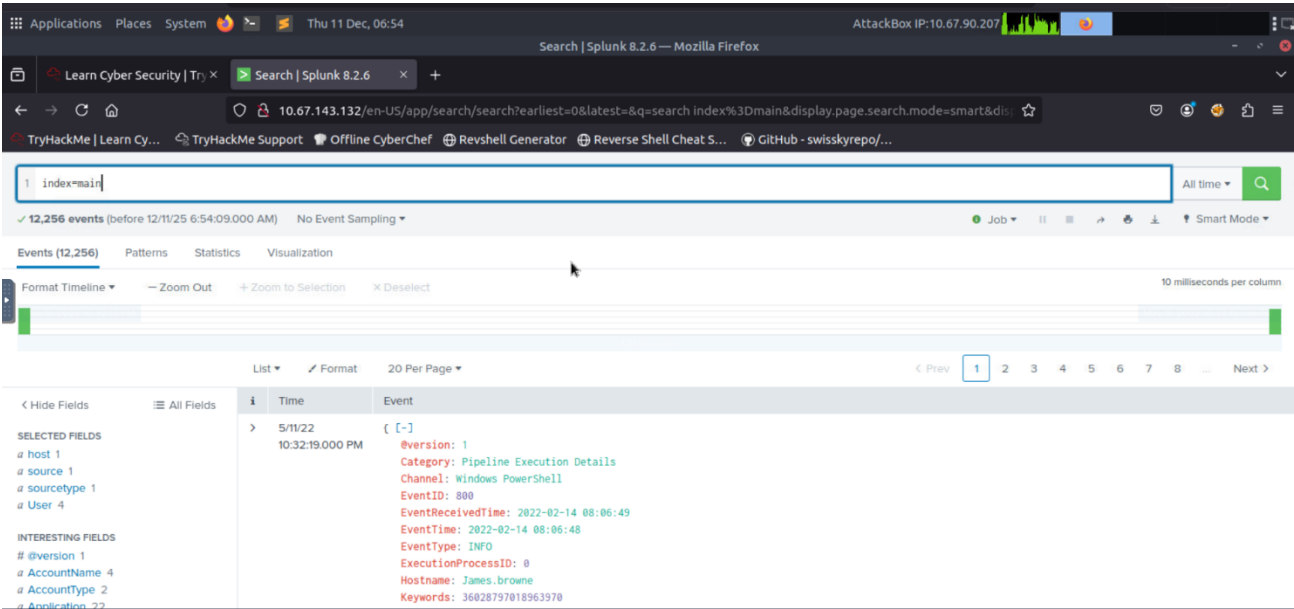 Applications Places System Thu 11 Dec, 06:54 AttackBox IP:10.67.90.207
Search | Splunk 8.2.6 — Mozilla Firefox
Learn Cyber Security | Try Search | Splunk 8.2.6
10.67.143.132/en-US/app/search/search?earliest=0&latest=&q=search index%3Dmain&display.page.search.mode=smart&dis
TryHackMe | Learn Cy... TryHackMe Support Offline CyberChef Revshell Generator Reverse Shell Cheat S... GitHub - swisskyrepo/...
1 index=main All time
12,256 events (before 12/11/25 6:54:09.000 AM) No Event Sampling Job Smart Mode
Events (12,256) Patterns Statistics Visualization
Format Timeline — Zoom Out + Zoom to Selection × Deselect 10 milliseconds per column
List Format 20 Per Page < Prev 1 2 3 4 5 6 7 8 ... Next >
< Hide Fields All Fields i Time Event
SELECTED FIELDS
a host 1
a source 1
a sourcetype 1
a User 4
INTERESTING FIELDS
# @version 1
a AccountName 4
a AccountType 2
a Application 22
> 5/11/22
10:32:19.000 PM
{ [-]
@version: 1
Category: Pipeline Execution Details
Channel: Windows PowerShell
EventID: 800
EventReceivedTime: 2022-02-14 08:06:49
EventTime: 2022-02-14 08:06:48
EventType: INFO
ExecutionProcessID: 0
Hostname: James.browne
Keywords: 36028797018963970